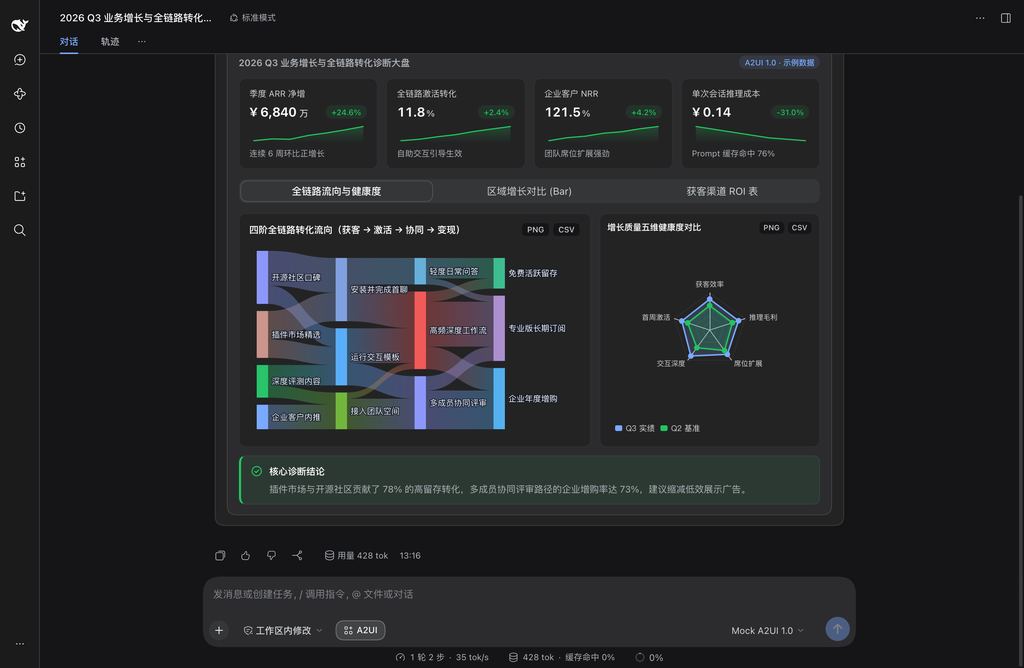 2026 Q3 业务增长与全链路转化...
标准模式
对话
轨迹
2026 Q3 业务增长与全链路转化诊断大盘
A2UI 1.0 · 示例数据
季度 ARR 净增
¥ 6,840 万
+24.6%
连续 6 周环比正增长
全链路激活转化
11.8 %
+2.4%
自助交互引导生效
企业客户 NRR
121.5 %
+4.2%
团队席位扩展强劲
单次会话推理成本
¥ 0.14
-31.0%
Prompt 缓存命中 76%
全链路流向与健康度
区域增长对比 (Bar)
获客渠道 ROI 表
四阶全链路转化流向（获客 → 激活 → 协同 → 变现）
PNG
CSV
开源社区口碑
插件市场精选
深度评测内容
企业客户内推
安装并完成首聊
运行交互模板
接入团队空间
轻度日常问答
高频深度工作流
多成员协同评审
免费活跃留存
专业版长期订阅
企业年度增购
增长质量五维健康度对比
PNG
CSV
获客效率
首周激活
推理毛利
交互深度
席位扩展
Q3 实绩
Q2 基准
核心诊断结论
插件市场与开源社区贡献了 78% 的高留存转化，多成员协同评审路径的企业增购率达 73%，建议缩减低效展示广告。
用量 428 tok
13:16
发消息或创建任务, / 调用指令, @ 文件或对话
工作区内修改
A2UI
Mock A2UI 1.0
1 轮 2 步 · 35 tok/s
428 tok · 缓存命中 0%
0%